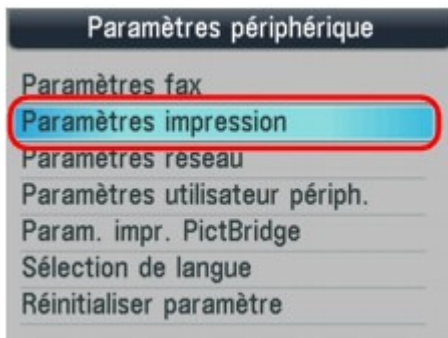 Paramètres périphérique
Paramètres fax
Paramètres impression
Paramètres réseau
Paramètres utilisateur périph.
Param. impr. PictBridge
Sélection de langue
Réinitialiser paramètre